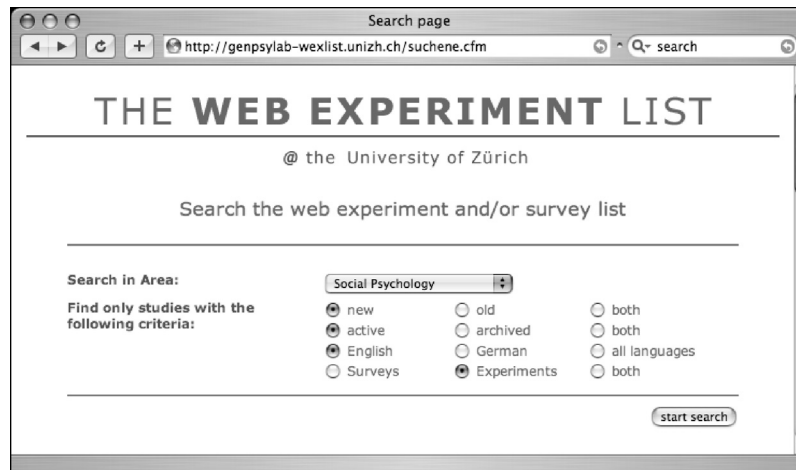 Search page
http://genpsylab-wexlist.unizh.ch/suchene.cfm
search
THE WEB EXPERIMENT LIST
@ the University of Zürich
Search the web experiment and/or survey list
Search in Area: Social Psychology
Find only studies with the
following criteria:
new old both
active archived both
English German all languages
Surveys Experiments both
start search